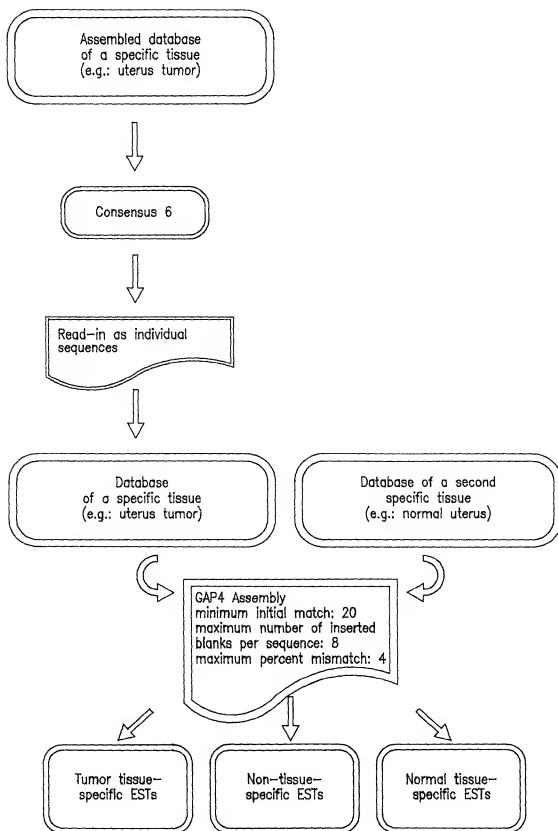 Assembled database
of a specific tissue
(e.g.: uterus tumor)
Consensus 6
Read-in as individual
sequences
Database
of a specific tissue
(e.g.: uterus tumor)
Database of a second
specific tissue
(e.g.: normal uterus)
GAP4 Assembly
minimum initial match: 20
maximum number of inserted
blanks per sequence: 8
maximum percent mismatch: 4
Tumor tissue-
specific ESTs
Non-tissue-
specific ESTs
Normal tissue-
specific ESTs